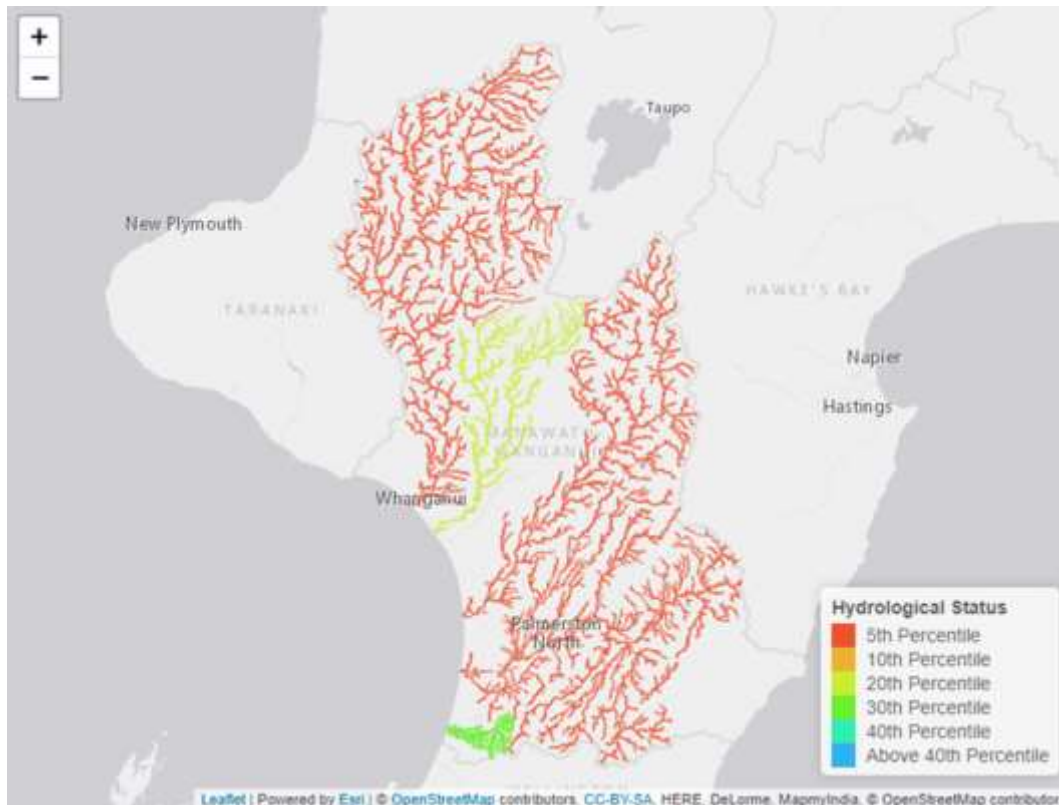 +
−
Taupo
New Plymouth
TARANAKI
HAWKE'S BAY
Napier
Hastings
MANAWATU
WANGANUI
Whanganui
Palmerston
North
Hydrological Status
5th Percentile
10th Percentile
20th Percentile
30th Percentile
40th Percentile
Above 40th Percentile
WELLINGTON
Leaflet | Powered by Esri | © OpenStreetMap contributors, CC-BY-SA, HERE, DeLorme, MapmyIndia, © OpenStreetMap contributo